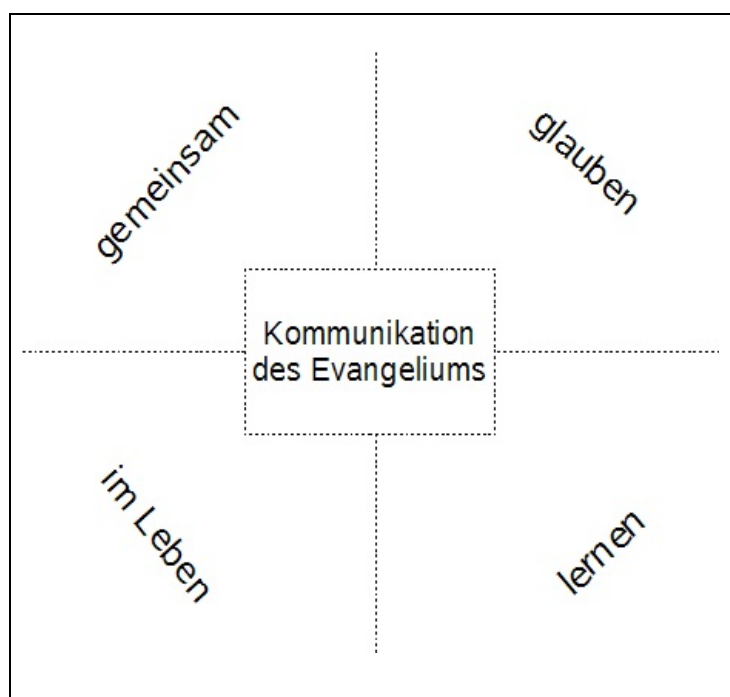 gemeinsam
glauben
Kommunikation
des Evangeliums
im Leben
lernen